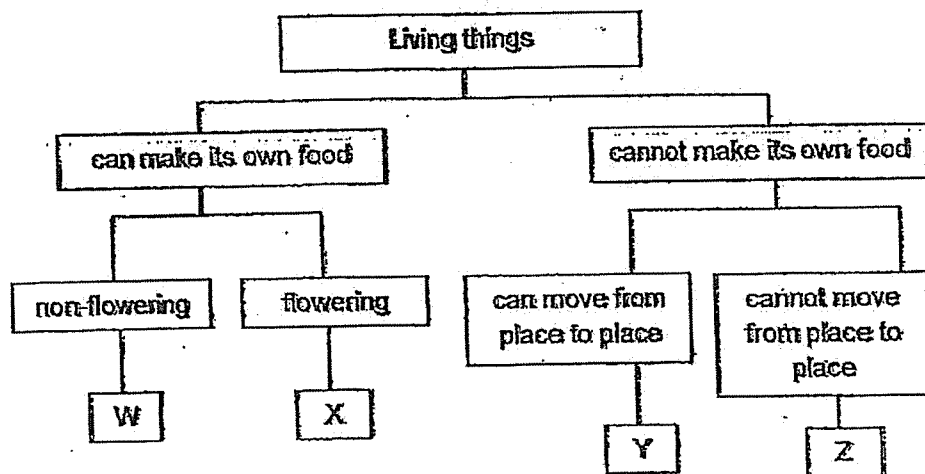 Living things
can make its own food
cannot make its own food
non-flowering
flowering
can move from
place to place
cannot move
from place to
place
W
X
Y
Z